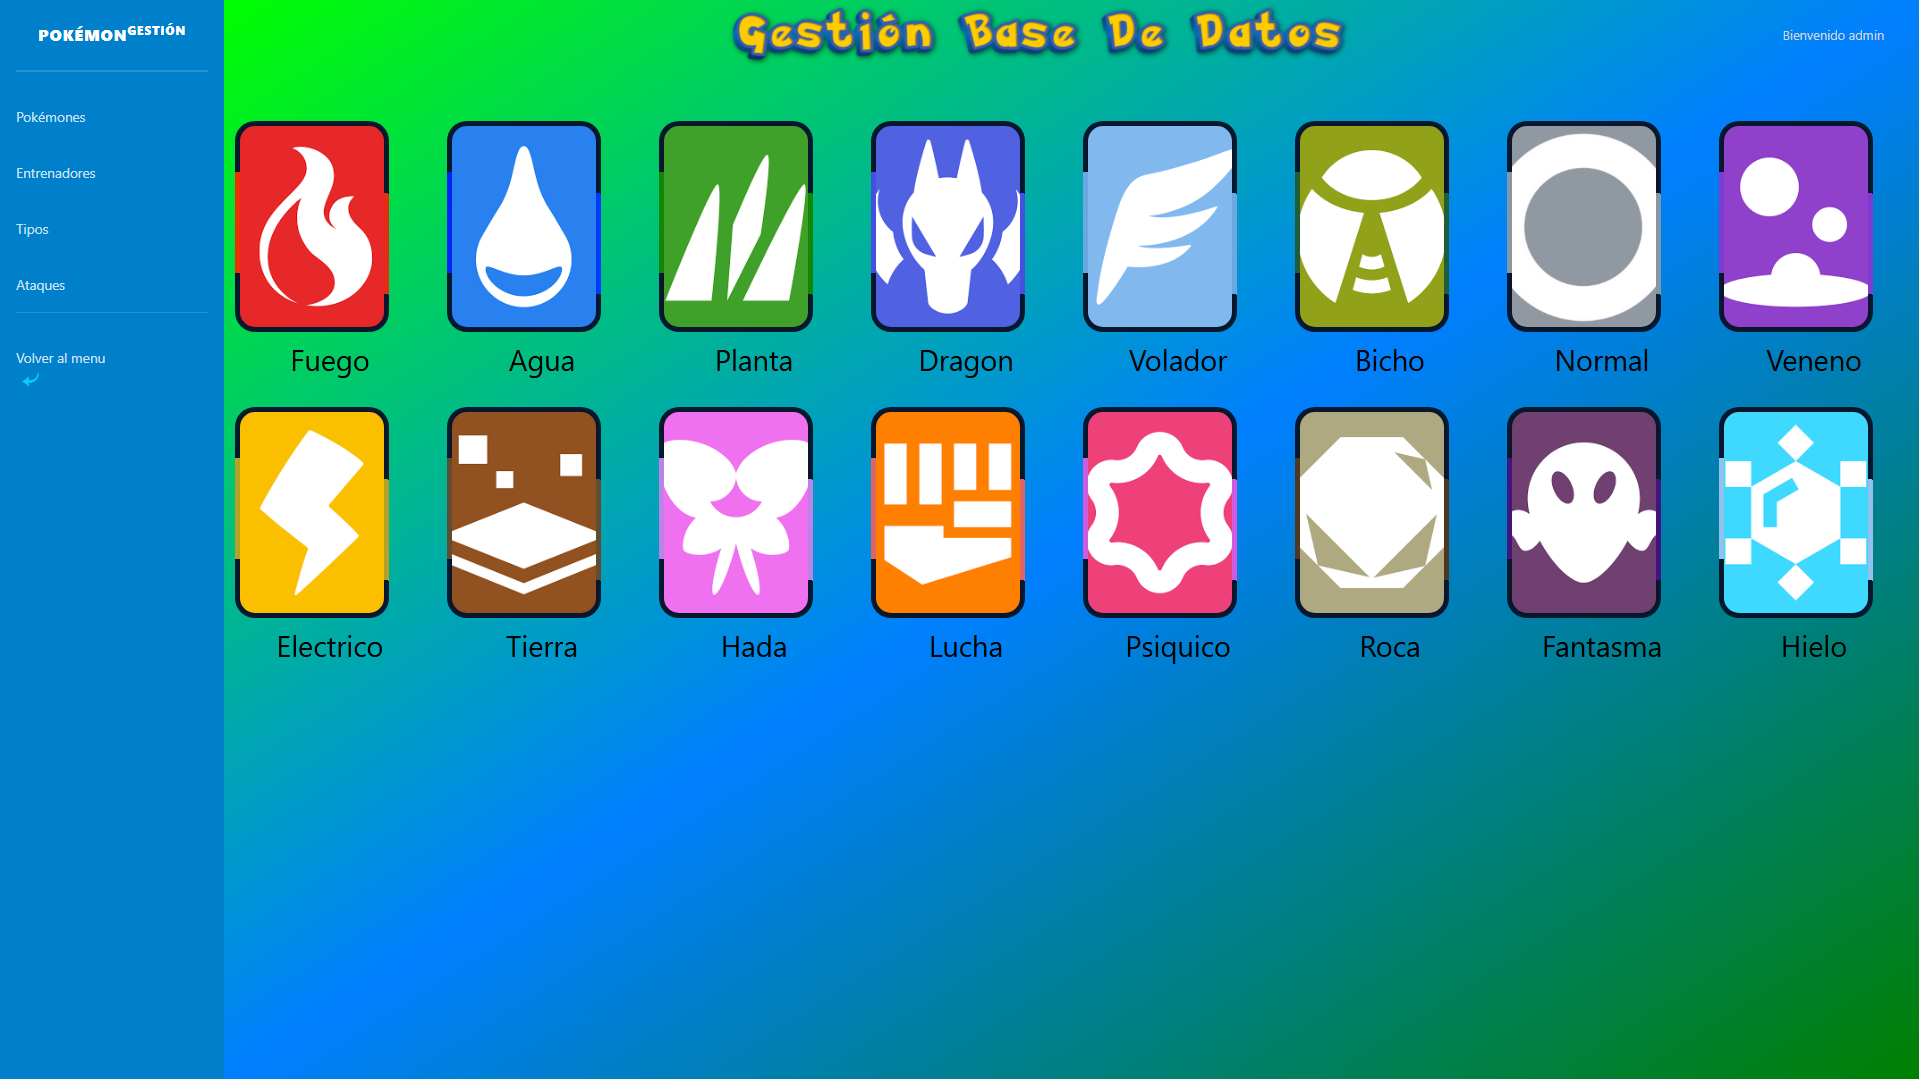 POKÉMON GESTIÓN
Gestión Base De Datos
Bienvenido admin
Pokémones
Entrenadores
Tipos
Ataques
Volver al menu
Fuego
Agua
Planta
Dragon
Volador
Bicho
Normal
Veneno
Electrico
Tierra
Hada
Lucha
Psiquico
Roca
Fantasma
Hielo